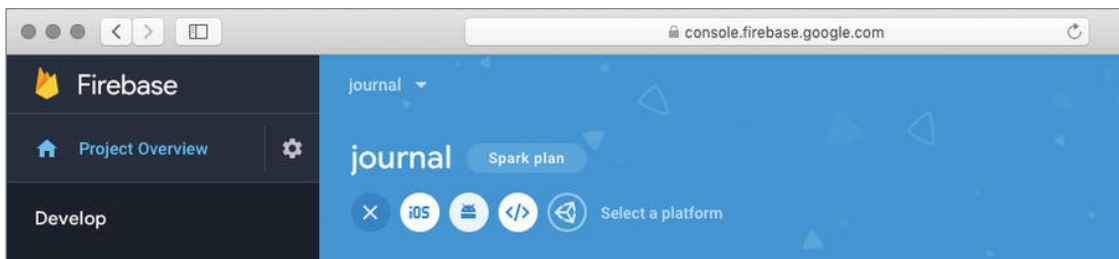 console.firebase.google.com
Firebase
journal
Project Overview
journal Spark plan
iOS </> Select a platform
Develop